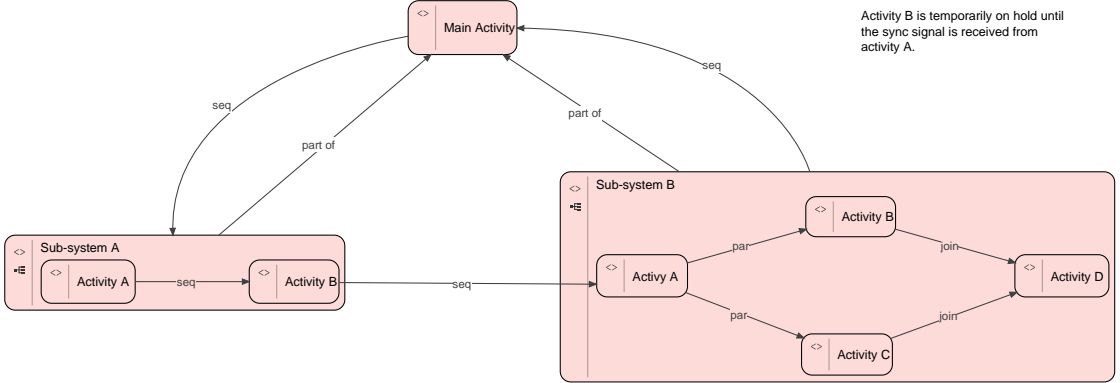 <>
Main Activity
Activity B is temporarily on hold until
the sync signal is received from
activity A.
seq
seq
part of
part of
<>
Sub-system B
<>
Activity B
<>
Sub-system A
par
join
<>
Activity A
seq
<>
Activity B
seq
<>
Activy A
<>
Activity D
par
join
<>
Activity C